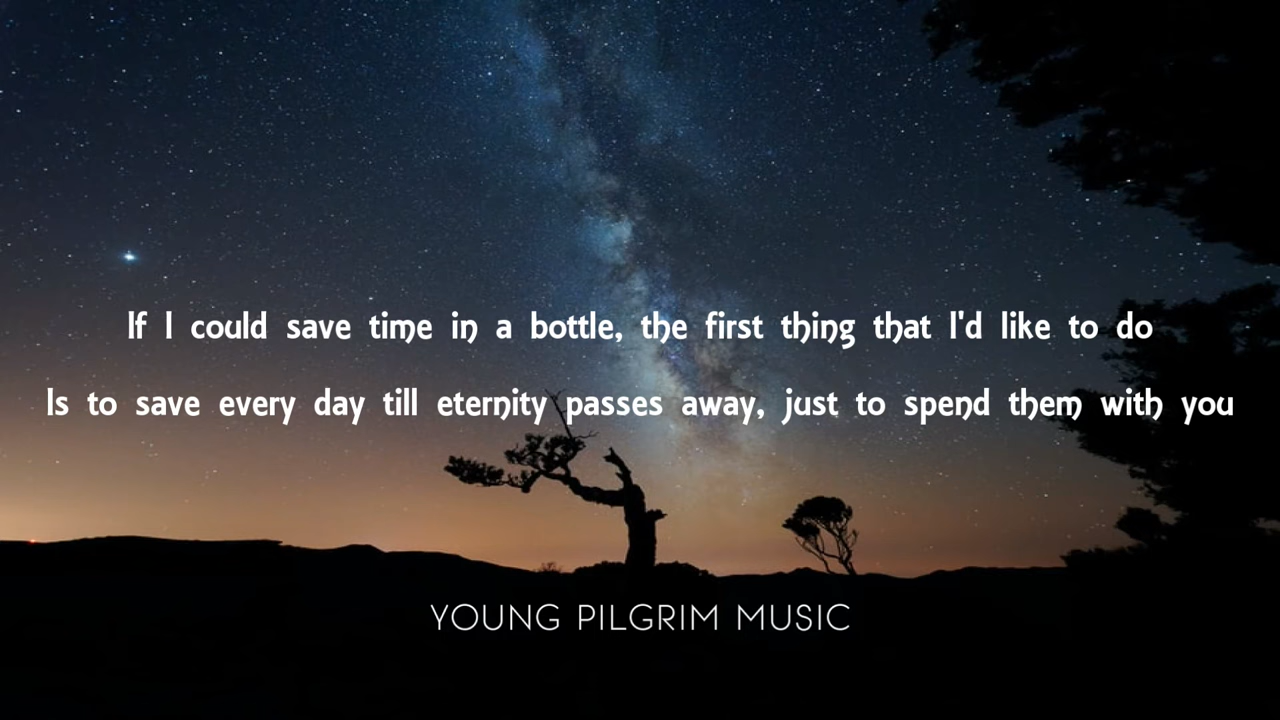 If I could save time in a bottle, the first thing that I'd like to do
Is to save every day till eternity passes away, just to spend them with you
YOUNG PILGRIM MUSIC